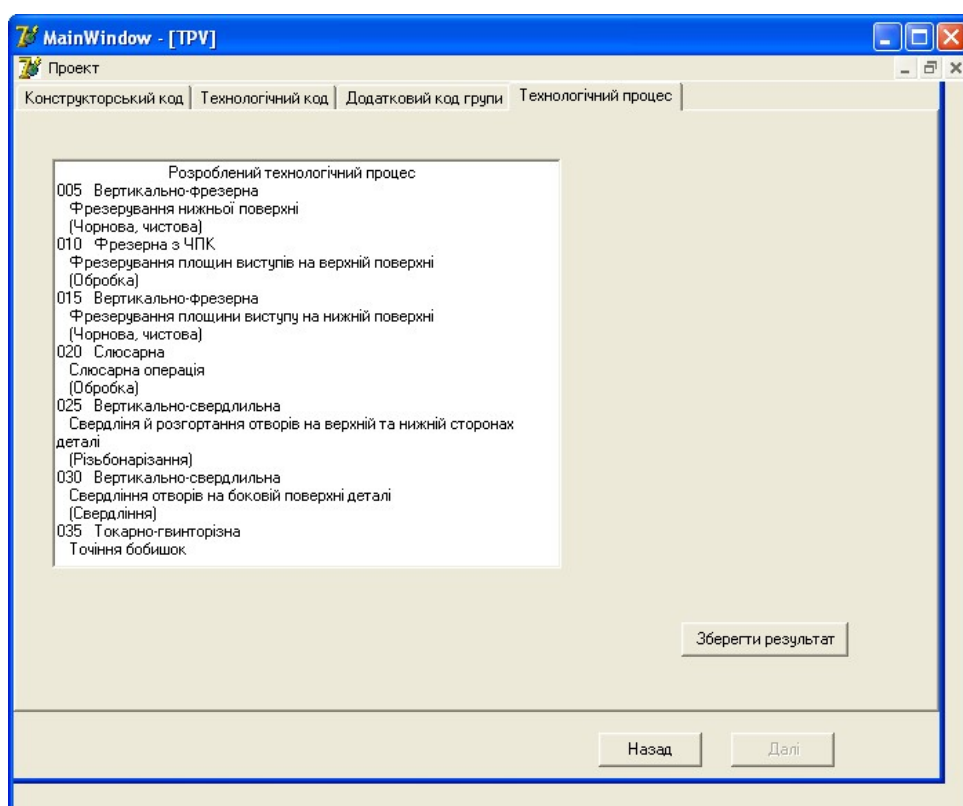 MainWindow - [TPV]
Проект
Конструкторський код Технологічний код Додатковий код групи Технологічний процес
Розроблений технологічний процес
005 Вертикально-фрезерна
Фрезерування нижньої поверхні
(Чорнова, чистова)
010 Фрезерна з ЧПК
Фрезерування площин виступів на верхній поверхні
(Обробка)
015 Вертикально-фрезерна
Фрезерування площини виступу на нижній поверхні
(Чорнова, чистова)
020 Слюсарна
Слюсарна операція
(Обробка)
025 Вертикально-свердлильна
Свердліня й розгортання отворів на верхній та нижній сторонах
деталі
(Різьбонарізання)
030 Вертикально-свердлильна
Свердління отворів на боковій поверхні деталі
(Свердління)
035 Токарно-гвинторізна
Точіння бобишок
Зберегти результат
Назад Далі